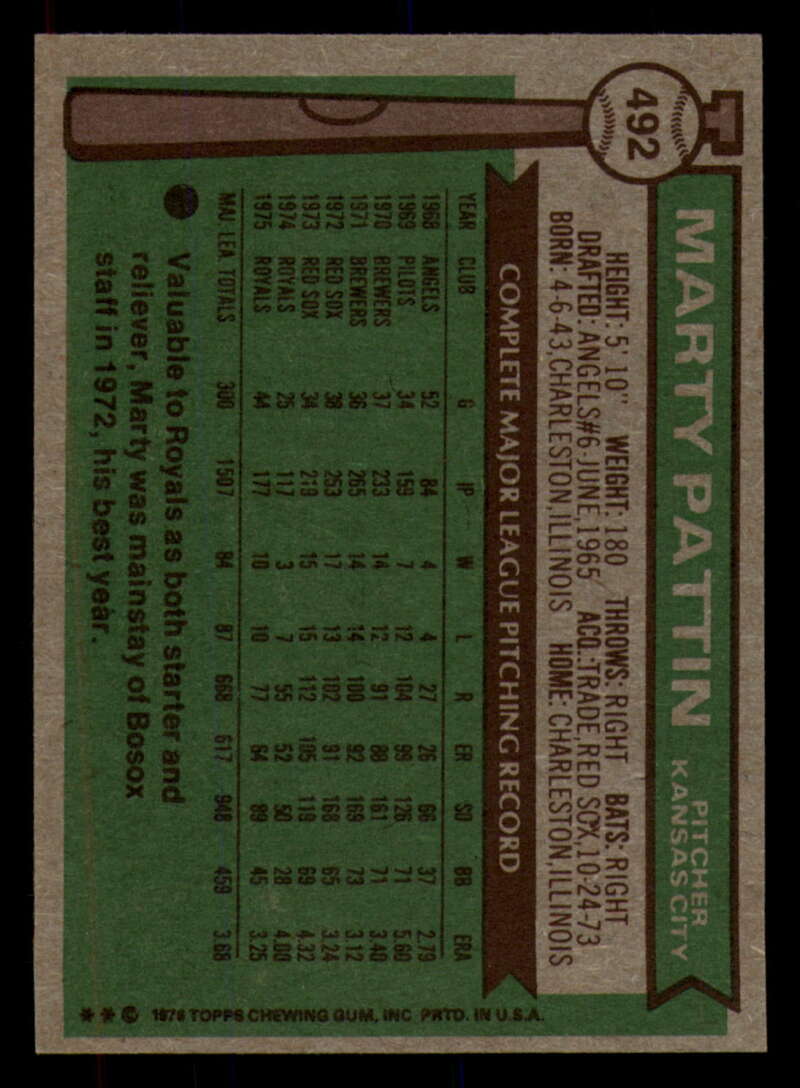 492
MARTY PATTIN
PITCHER
KANSAS CITY
HEIGHT: 5' 10" WEIGHT: 180 THROWS: RIGHT BATS: RIGHT
DRAFTED: ANGELS#6-JUNE,1965 ACQ.:TRADE,RED SOX,10-24-73
BORN: 4-6-43,CHARLESTON,ILLINOIS HOME: CHARLESTON,ILLINOIS
COMPLETE MAJOR LEAGUE PITCHING RECORD
YEAR CLUB G IP W L R ER SO BB ERA
1968 ANGELS 52 84 4 4 27 26 66 37 2.79
1969 PILOTS 34 159 7 12 104 99 126 71 5.60
1970 BREWERS 37 233 14 12 91 88 161 71 3.40
1971 BREWERS 36 265 14 14 100 92 169 73 3.12
1972 RED SOX 38 253 17 13 102 91 168 65 3.24
1973 RED SOX 34 219 15 15 112 105 119 69 4.32
1974 ROYALS 25 117 3 7 55 52 50 28 4.00
1975 ROYALS 44 177 10 10 77 64 89 45 3.25
MAJ. LEA. TOTALS 300 1507 84 87 668 617 948 459 3.68
Valuable to Royals as both starter and
reliever, Marty was mainstay of Bosox
staff in 1972, his best year.
** © 1976 TOPPS CHEWING GUM, INC PRTD. IN U.S.A.